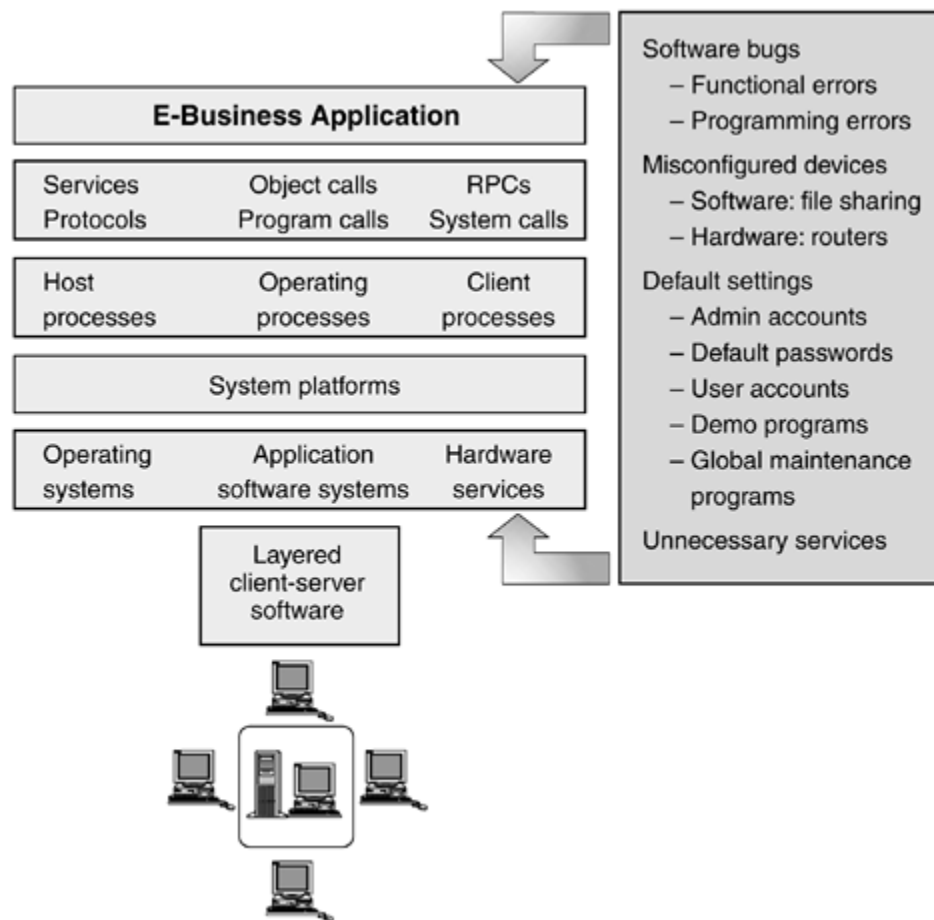 E-Business Application
Services Object calls RPCs
Protocols Program calls System calls
Host Operating Client
processes processes processes
System platforms
Operating Application Hardware
systems software systems services
Layered
client-server
software
Software bugs
– Functional errors
– Programming errors
Misconfigured devices
– Software: file sharing
– Hardware: routers
Default settings
– Admin accounts
– Default passwords
– User accounts
– Demo programs
– Global maintenance
programs
Unnecessary services